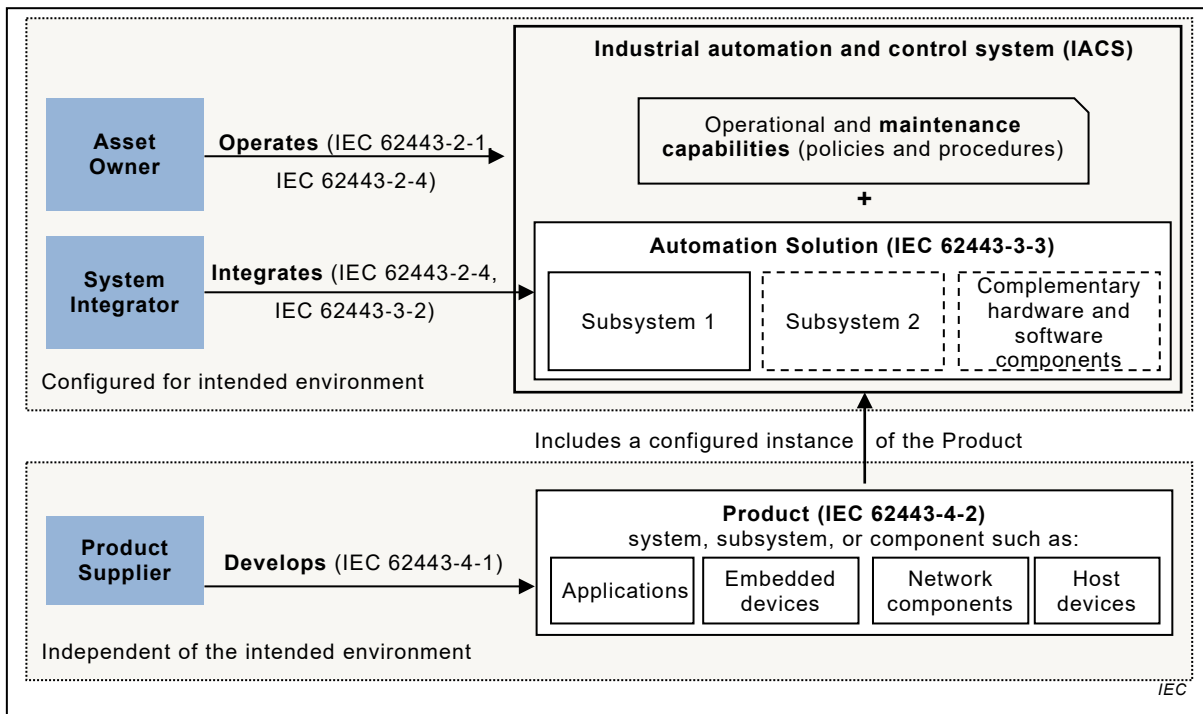 Industrial automation and control system (IACS)
Asset
Owner
Operates (IEC 62443-2-1,
IEC 62443-2-4)
Operational and maintenance
capabilities (policies and procedures)
+
System
Integrator
Integrates (IEC 62443-2-4,
IEC 62443-3-2)
Automation Solution (IEC 62443-3-3)
Subsystem 1
Subsystem 2
Complementary
hardware and
software
components
Configured for intended environment
Includes a configured instance of the Product
Product
Supplier
Develops (IEC 62443-4-1)
Product (IEC 62443-4-2)
system, subsystem, or component such as:
Applications
Embedded
devices
Network
components
Host
devices
Independent of the intended environment
IEC